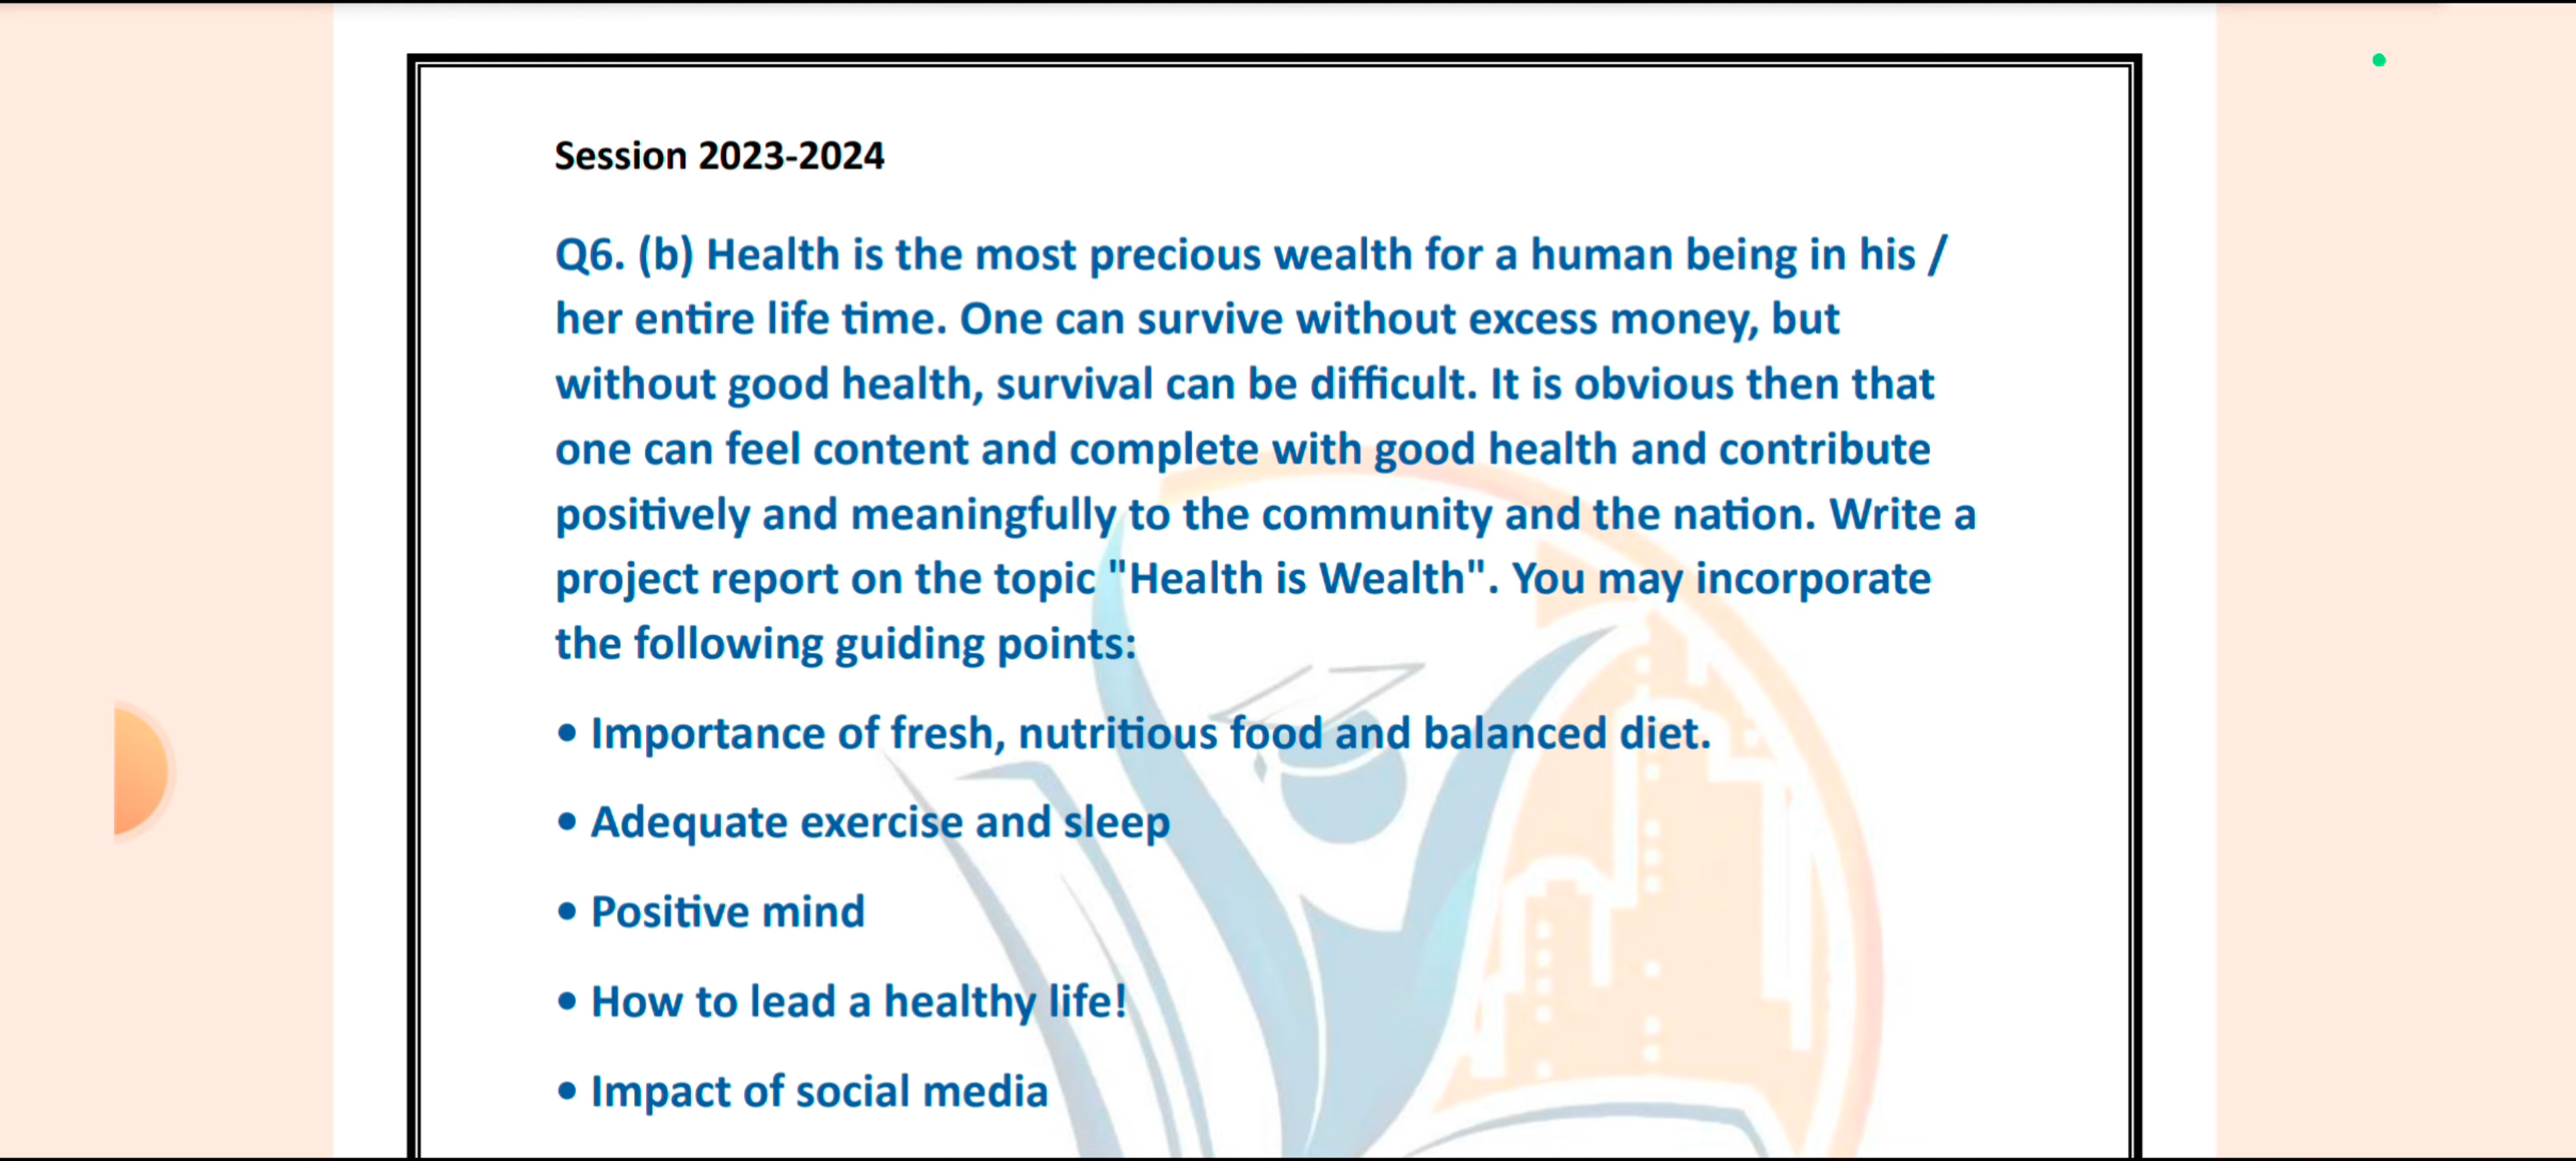 Session 2023-2024
Q6. (b) Health is the most precious wealth for a human being in his /
her entire life time. One can survive without excess money, but
without good health, survival can be difficult. It is obvious then that
one can feel content and complete with good health and contribute
positively and meaningfully to the community and the nation. Write a
project report on the topic "Health is Wealth". You may incorporate
the following guiding points:
• Importance of fresh, nutritious food and balanced diet.
• Adequate exercise and sleep
• Positive mind
• How to lead a healthy life!
• Impact of social media